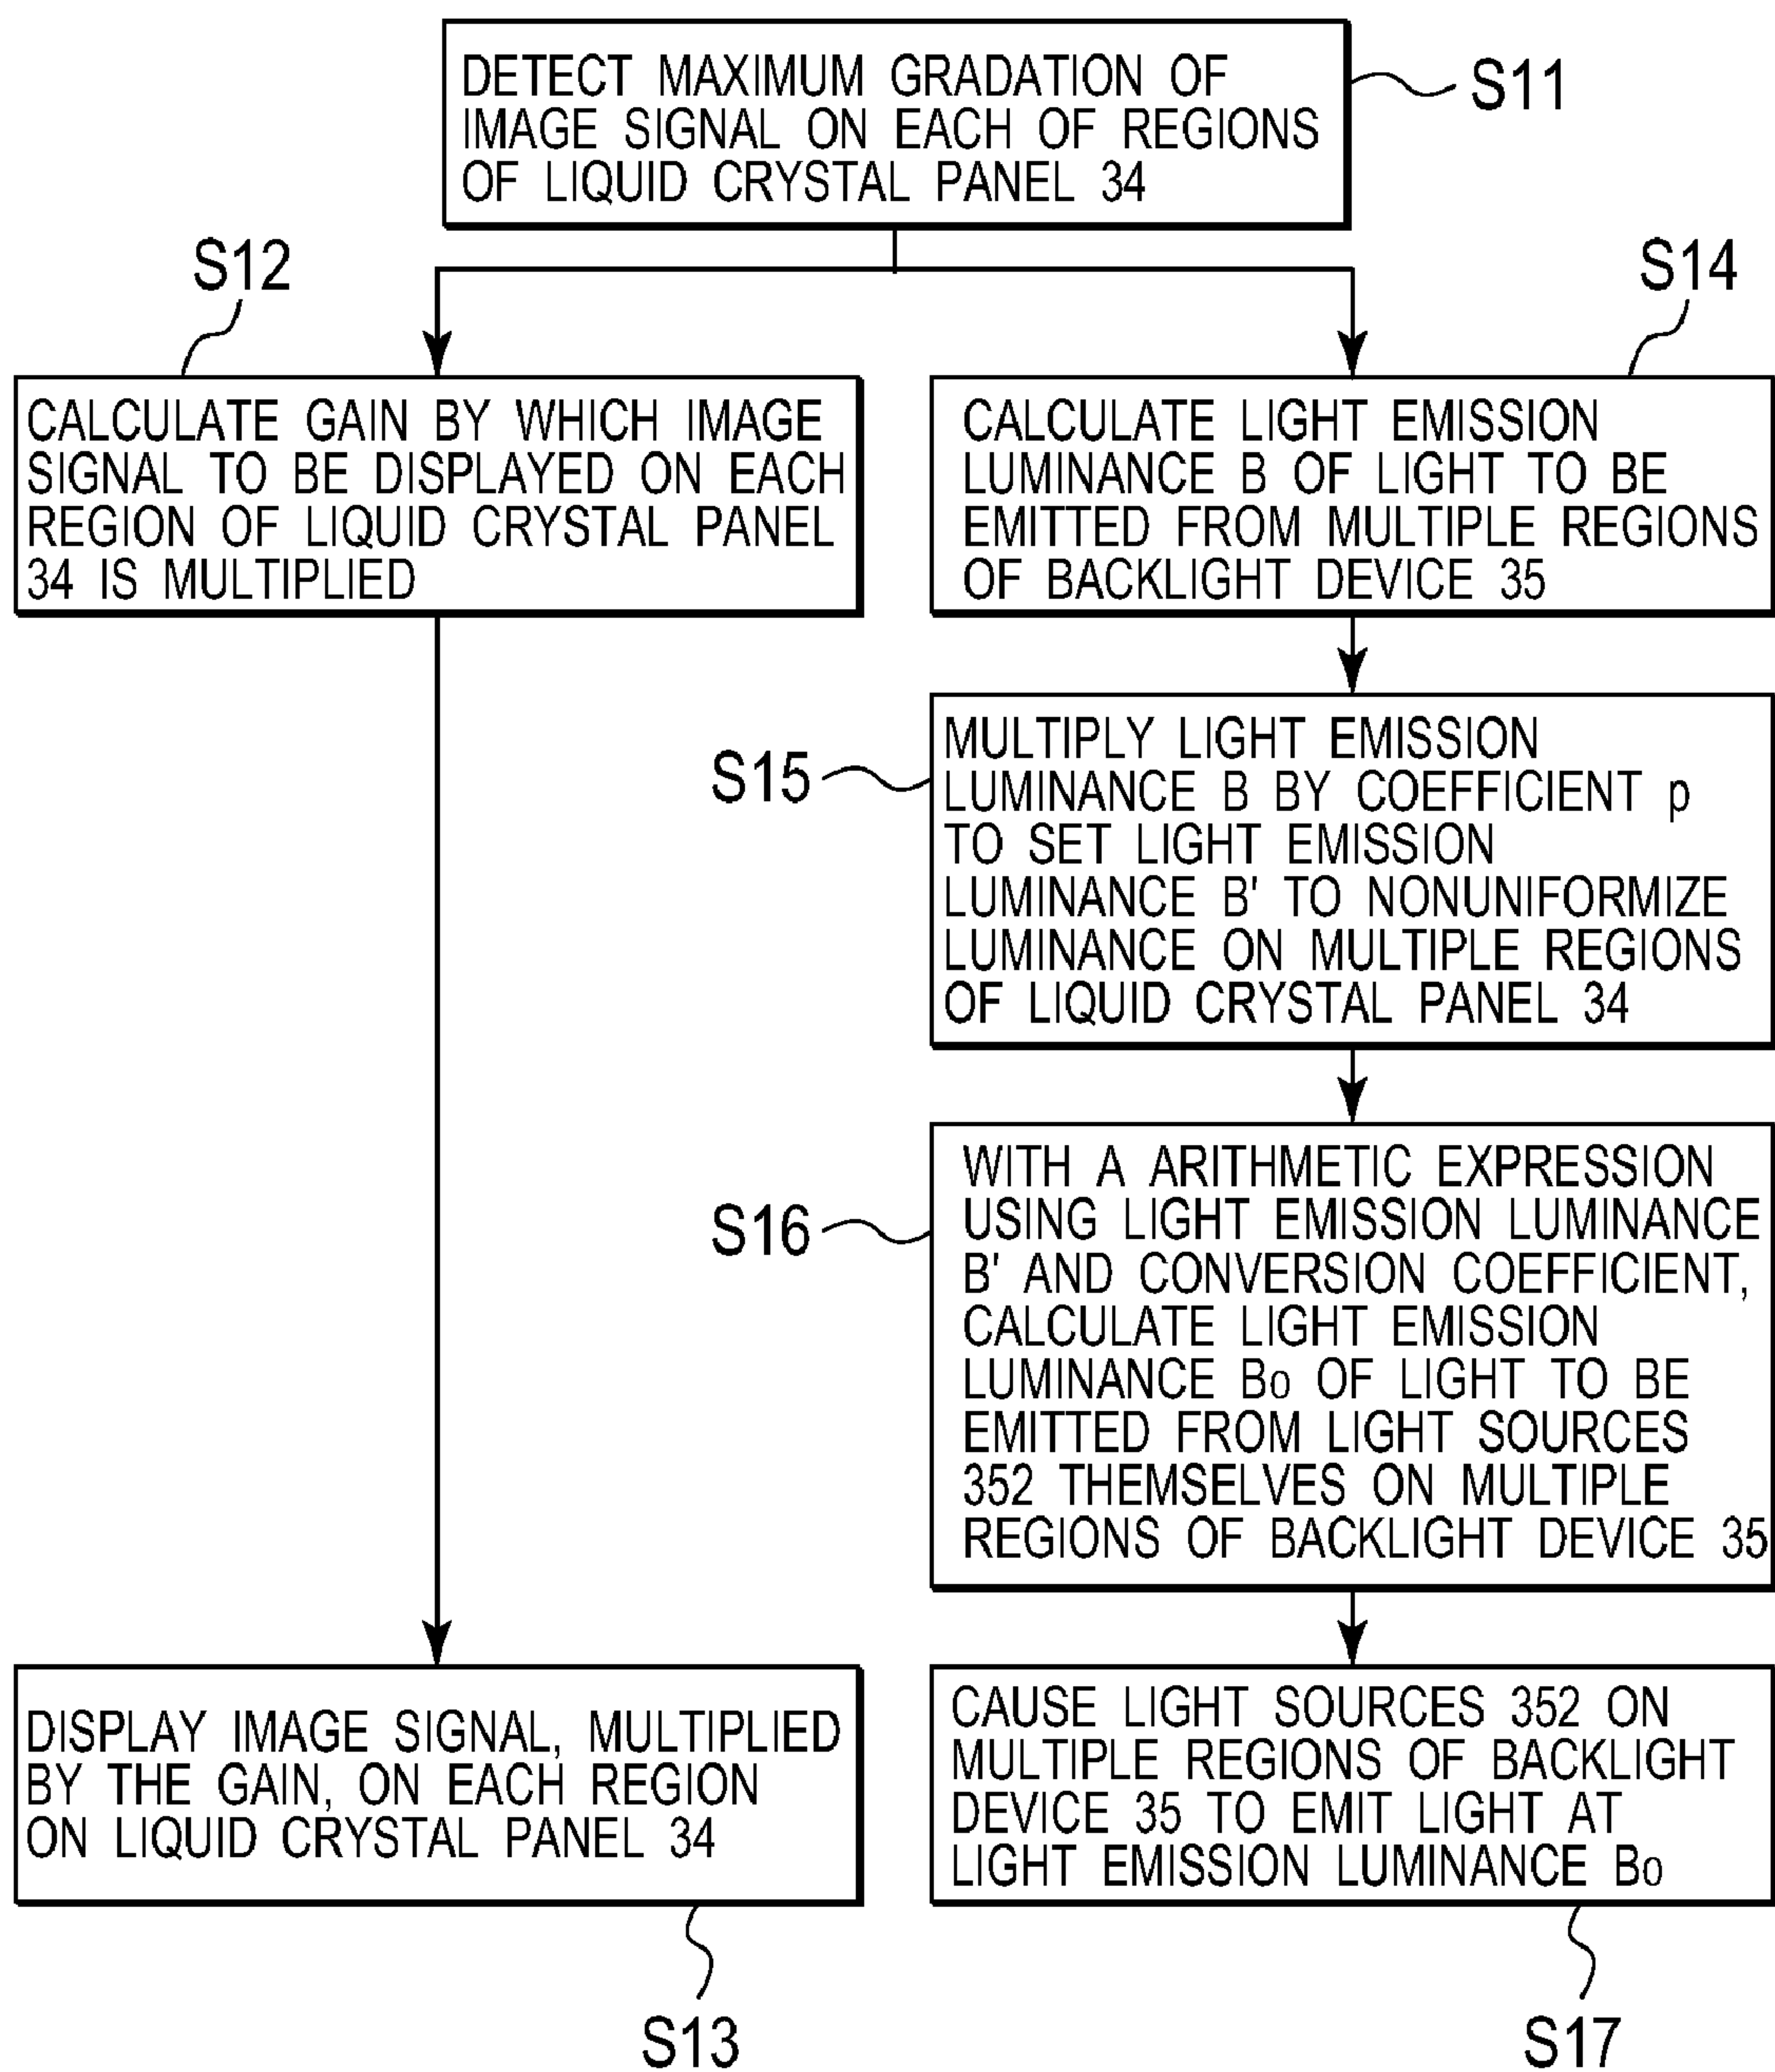 DETECT MAXIMUM GRADATION OF
IMAGE SIGNAL ON EACH OF REGIONS
OF LIQUID CRYSTAL PANEL 34
S11
S12
CALCULATE GAIN BY WHICH IMAGE
SIGNAL TO BE DISPLAYED ON EACH
REGION OF LIQUID CRYSTAL PANEL
34 IS MULTIPLIED
S14
CALCULATE LIGHT EMISSION
LUMINANCE B OF LIGHT TO BE
EMITTED FROM MULTIPLE REGIONS
OF BACKLIGHT DEVICE 35
S15
MULTIPLY LIGHT EMISSION
LUMINANCE B BY COEFFICIENT p
TO SET LIGHT EMISSION
LUMINANCE B' TO NONUNIFORMIZE
LUMINANCE ON MULTIPLE REGIONS
OF LIQUID CRYSTAL PANEL 34
S16
WITH A ARITHMETIC EXPRESSION
USING LIGHT EMISSION LUMINANCE
B' AND CONVERSION COEFFICIENT,
CALCULATE LIGHT EMISSION
LUMINANCE Bo OF LIGHT TO BE
EMITTED FROM LIGHT SOURCES
352 THEMSELVES ON MULTIPLE
REGIONS OF BACKLIGHT DEVICE 35
DISPLAY IMAGE SIGNAL, MULTIPLIED
BY THE GAIN, ON EACH REGION
ON LIQUID CRYSTAL PANEL 34
S13
CAUSE LIGHT SOURCES 352 ON
MULTIPLE REGIONS OF BACKLIGHT
DEVICE 35 TO EMIT LIGHT AT
LIGHT EMISSION LUMINANCE Bo
S17